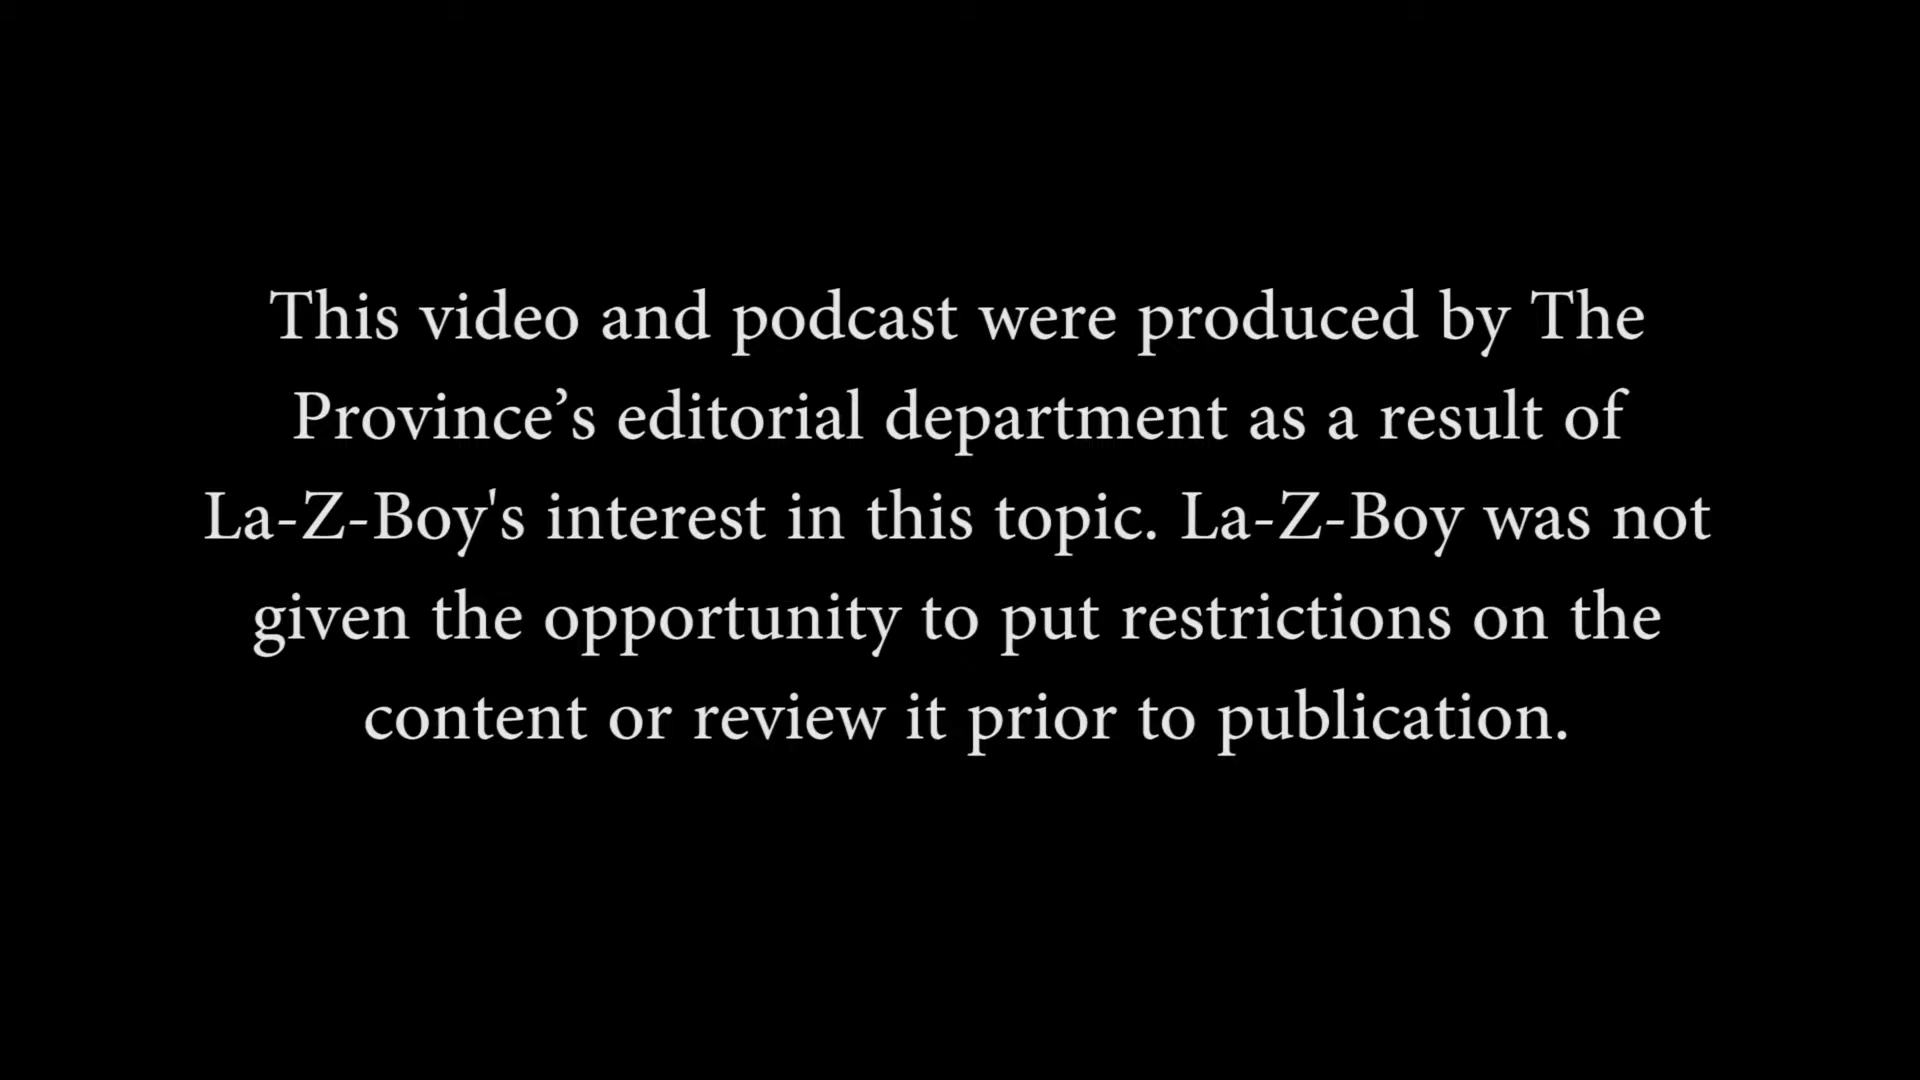 This video and podcast were produced by The
Province’s editorial department as a result of
La-Z-Boy's interest in this topic. La-Z-Boy was not
given the opportunity to put restrictions on the
content or review it prior to publication.